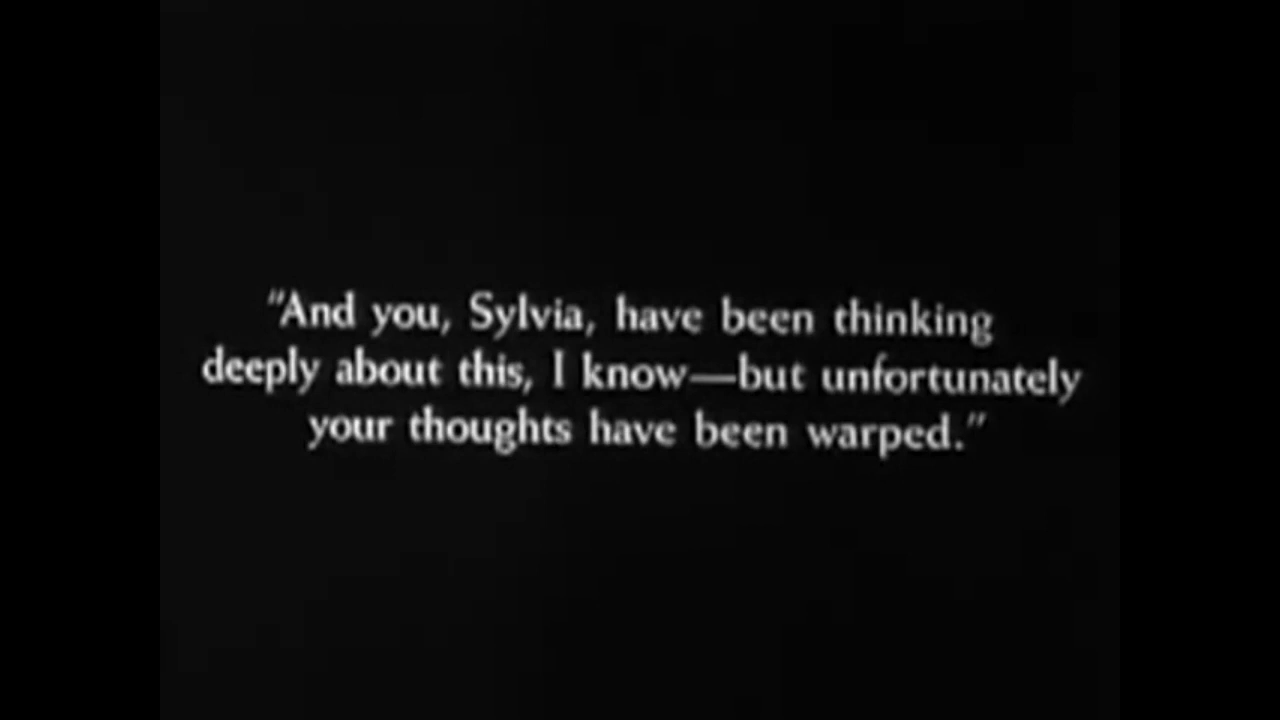 "And you, Sylvia, have been thinking
deeply about this, I know—but unfortunately
your thoughts have been warped."